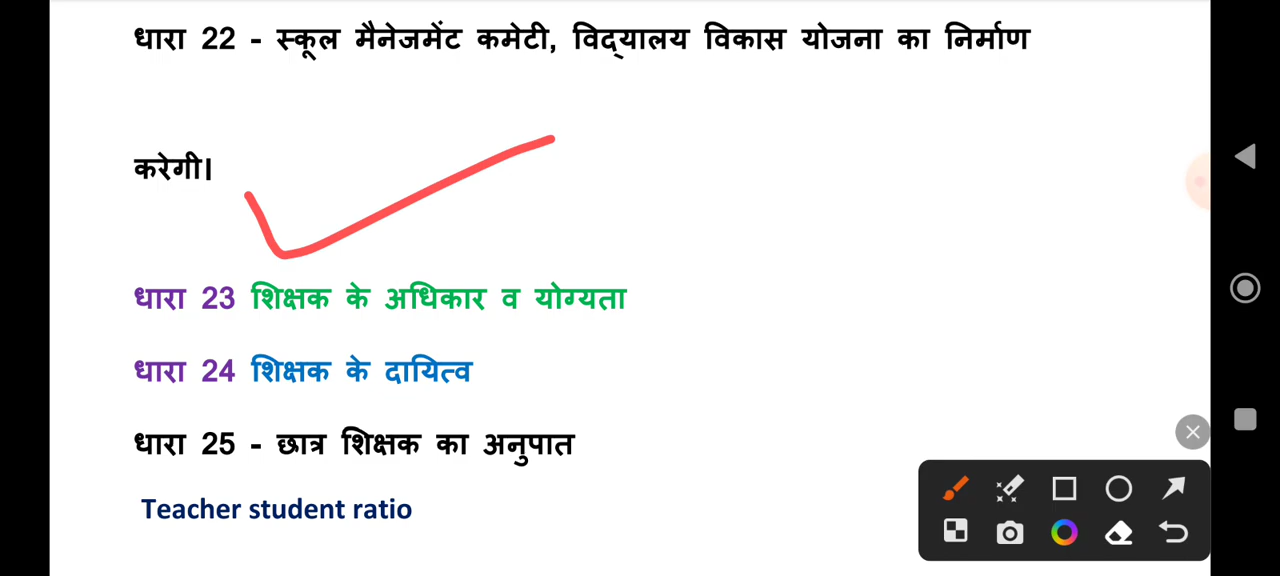 धारा 22 - स्कूल मैनेजमेंट कमेटी, विद्यालय विकास योजना का निर्माण
करेगी।
धारा 23 शिक्षक के अधिकार व योग्यता
धारा 24 शिक्षक के दायित्व
धारा 25 - छात्र शिक्षक का अनुपात
Teacher student ratio